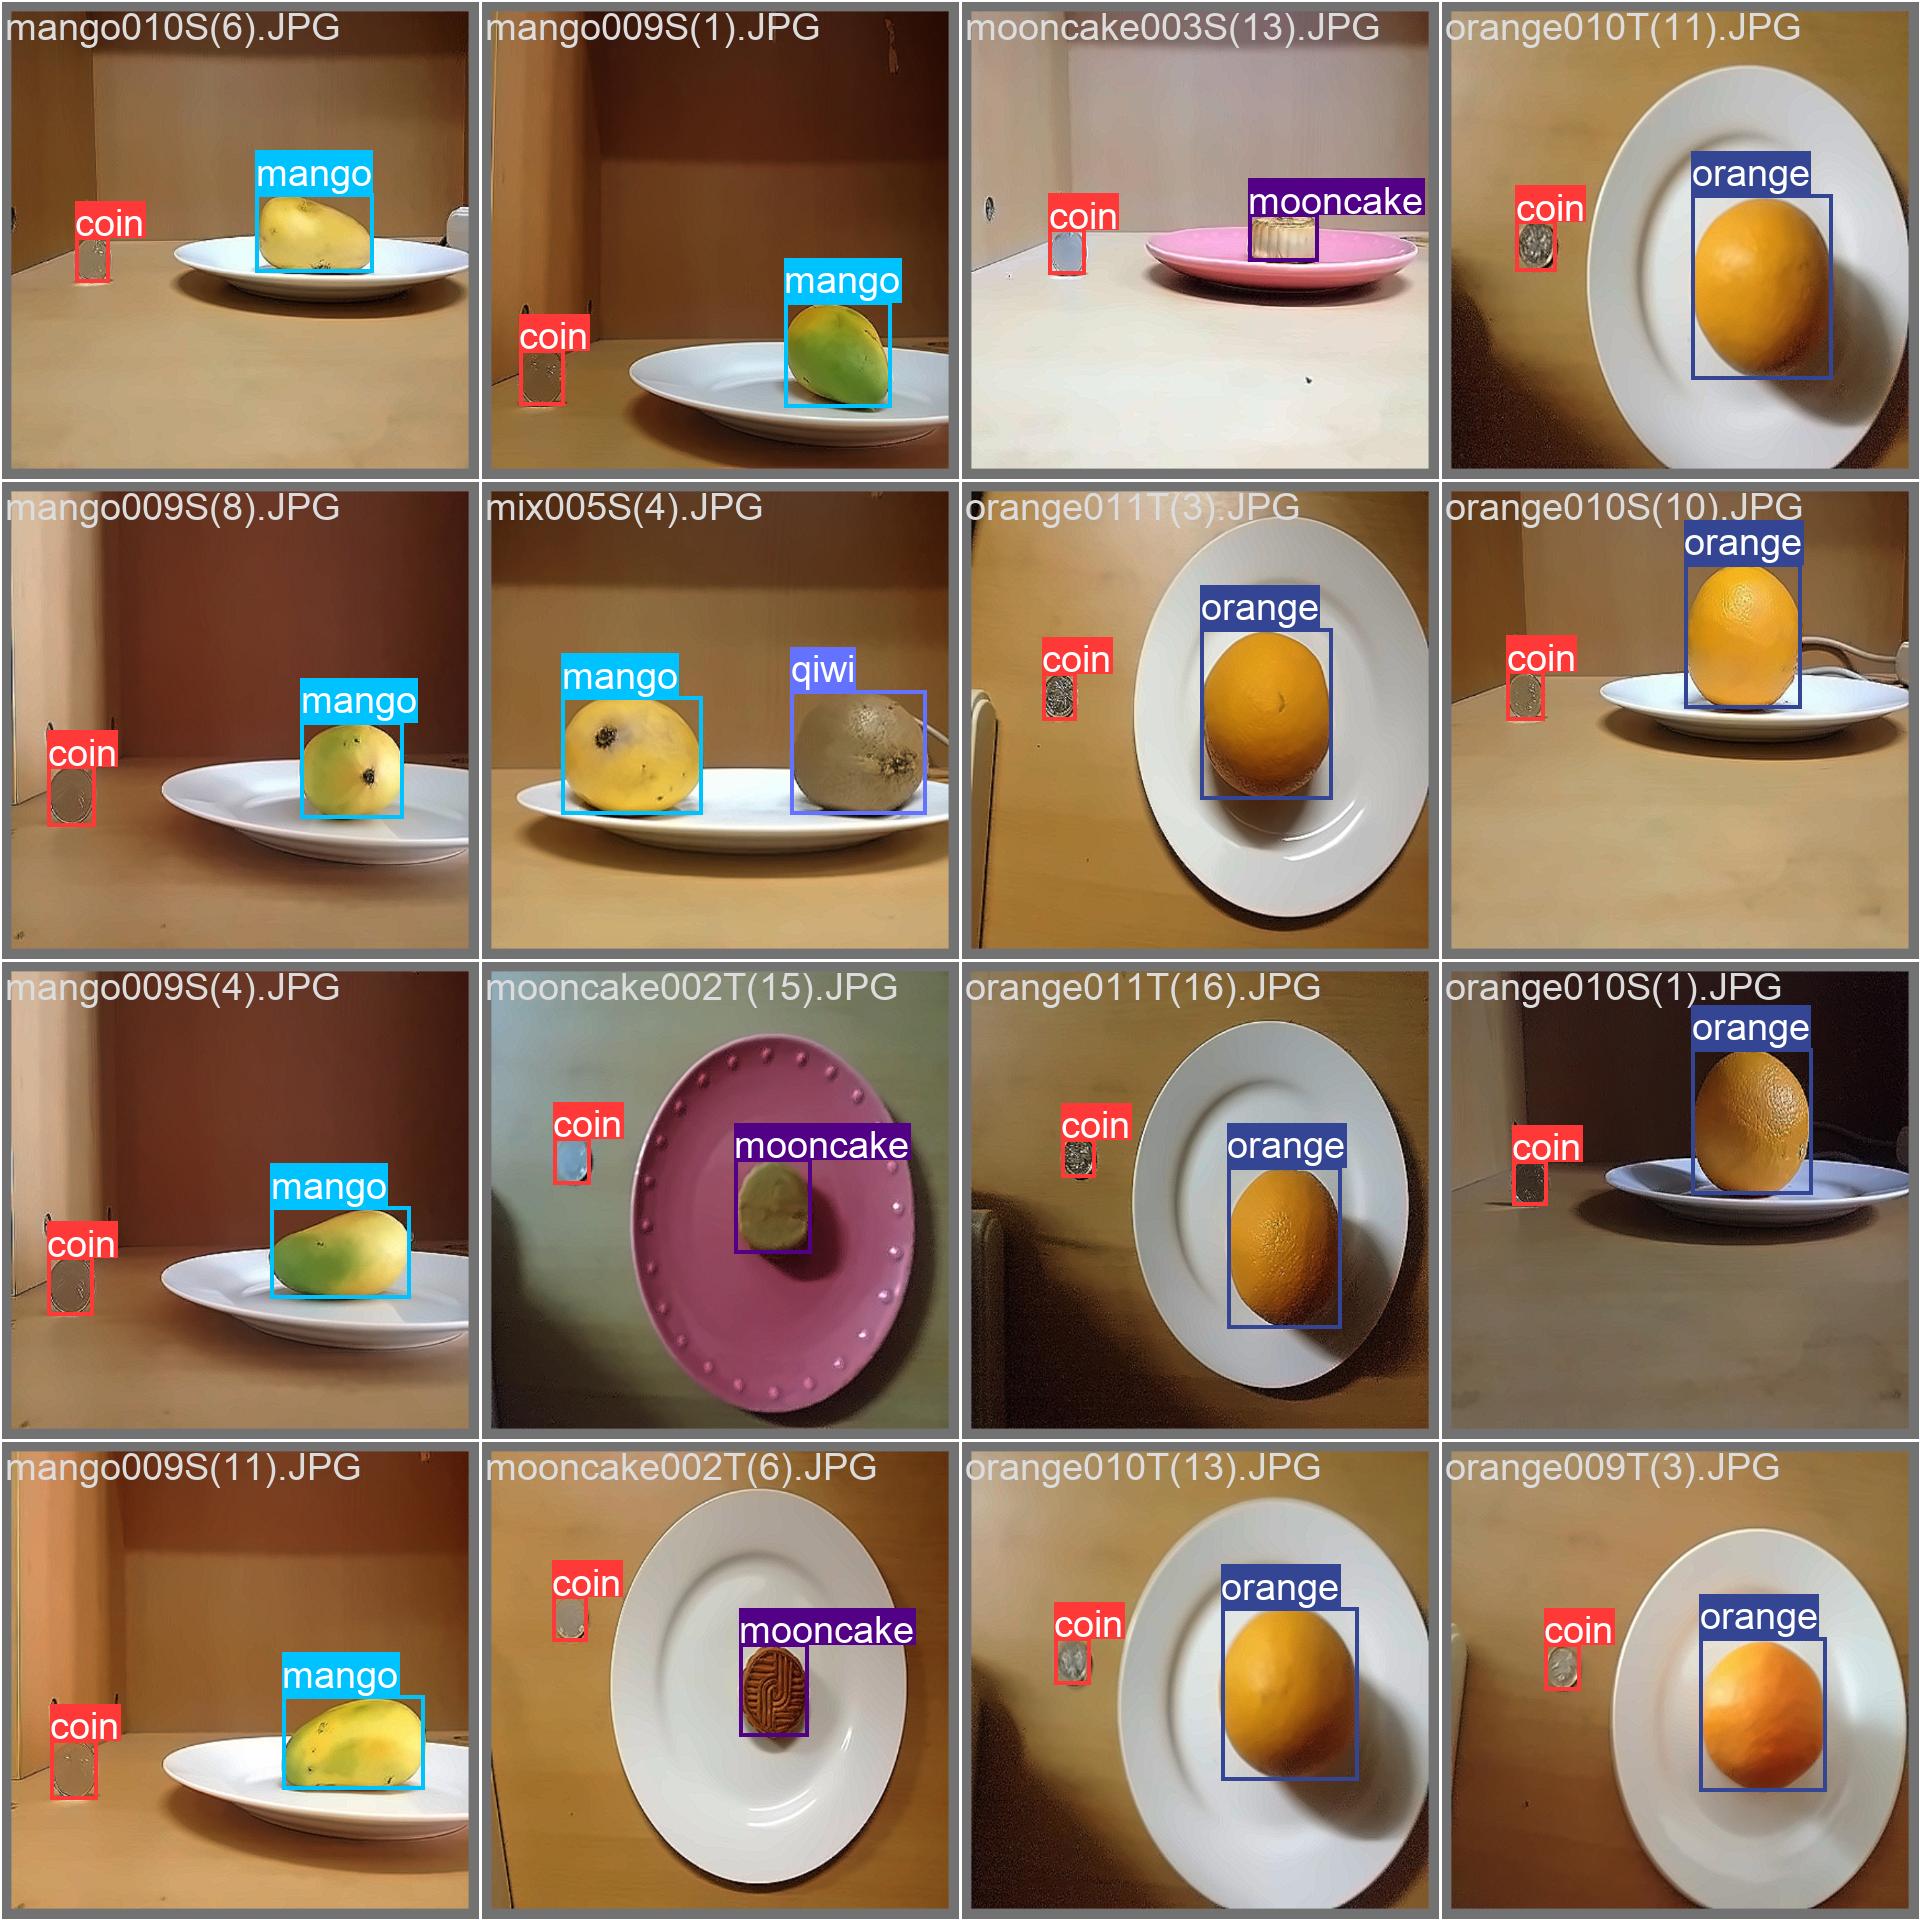 mango010S(6).JPG
mango
coin
mango009S(1).JPG
mango
coin
mooncake003S(13).JPG
mooncake
coin
orange010T(11).JPG
orange
coin
mango009S(8).JPG
mango
coin
mix005S(4).JPG
mango
qiwi
orange011T(3).JPG
orange
coin
orange010S(10).JPG
orange
coin
mango009S(4).JPG
mango
coin
mooncake002T(15).JPG
coin
mooncake
orange011T(16).JPG
coin
orange
orange010S(1).JPG
orange
coin
mango009S(11).JPG
mango
coin
mooncake002T(6).JPG
coin
mooncake
orange010T(13).JPG
orange
coin
orange009T(3).JPG
orange
coin